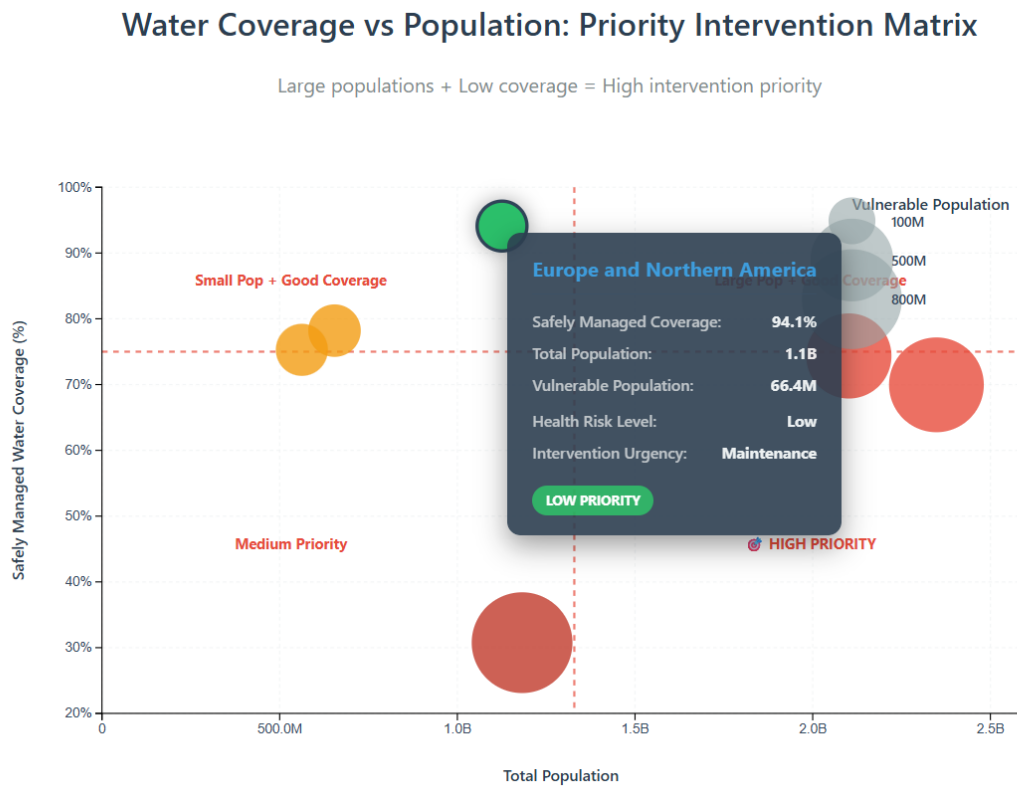 Water Coverage vs Population: Priority Intervention Matrix
Large populations + Low coverage = High intervention priority
100%
90%
80%
70%
60%
50%
40%
30%
20%
Safely Managed Water Coverage (%)
Vulnerable Population
100M
500M
800M
Small Pop + Good Coverage
Large Pop + Good Coverage
Europe and Northern America
Safely Managed Coverage: 94.1%
Total Population: 1.1B
Vulnerable Population: 66.4M
Health Risk Level: Low
Intervention Urgency: Maintenance
LOW PRIORITY
Medium Priority
🎯 HIGH PRIORITY
0 500.0M 1.0B 1.5B 2.0B 2.5B
Total Population